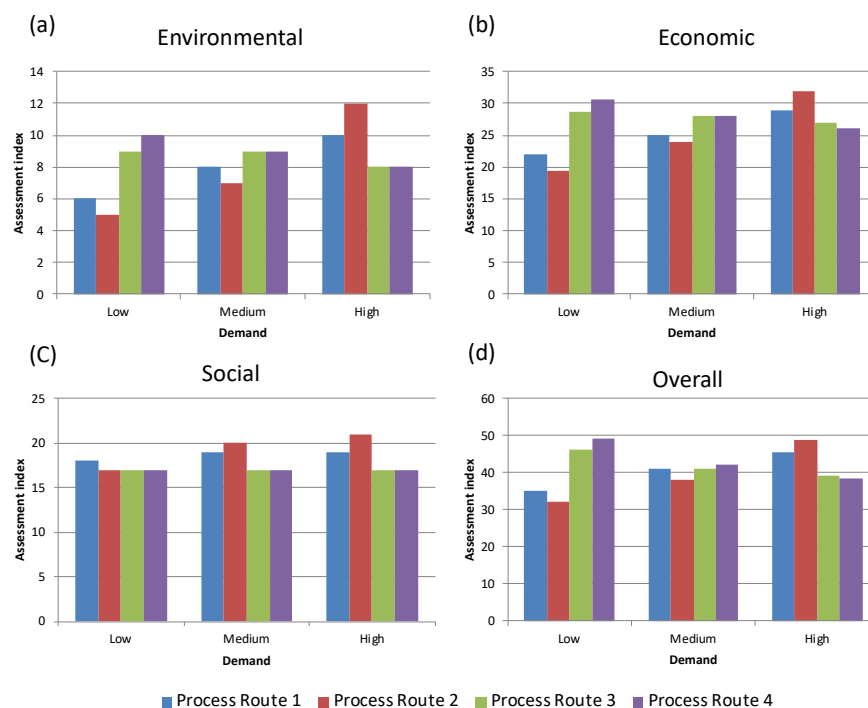 (a)
Environmental
14
12
10
8
6
4
2
0
Assessment index
Low
Medium
High
Demand
(b)
Economic
35
30
25
20
15
10
5
0
Assessment index
Low
Medium
High
Demand
(C)
Social
25
20
15
10
5
0
Assessment index
Low
Medium
High
Demand
(d)
Overall
60
50
40
30
20
10
0
Assessment index
Low
Medium
High
Demand
Process Route 1 Process Route 2 Process Route 3 Process Route 4